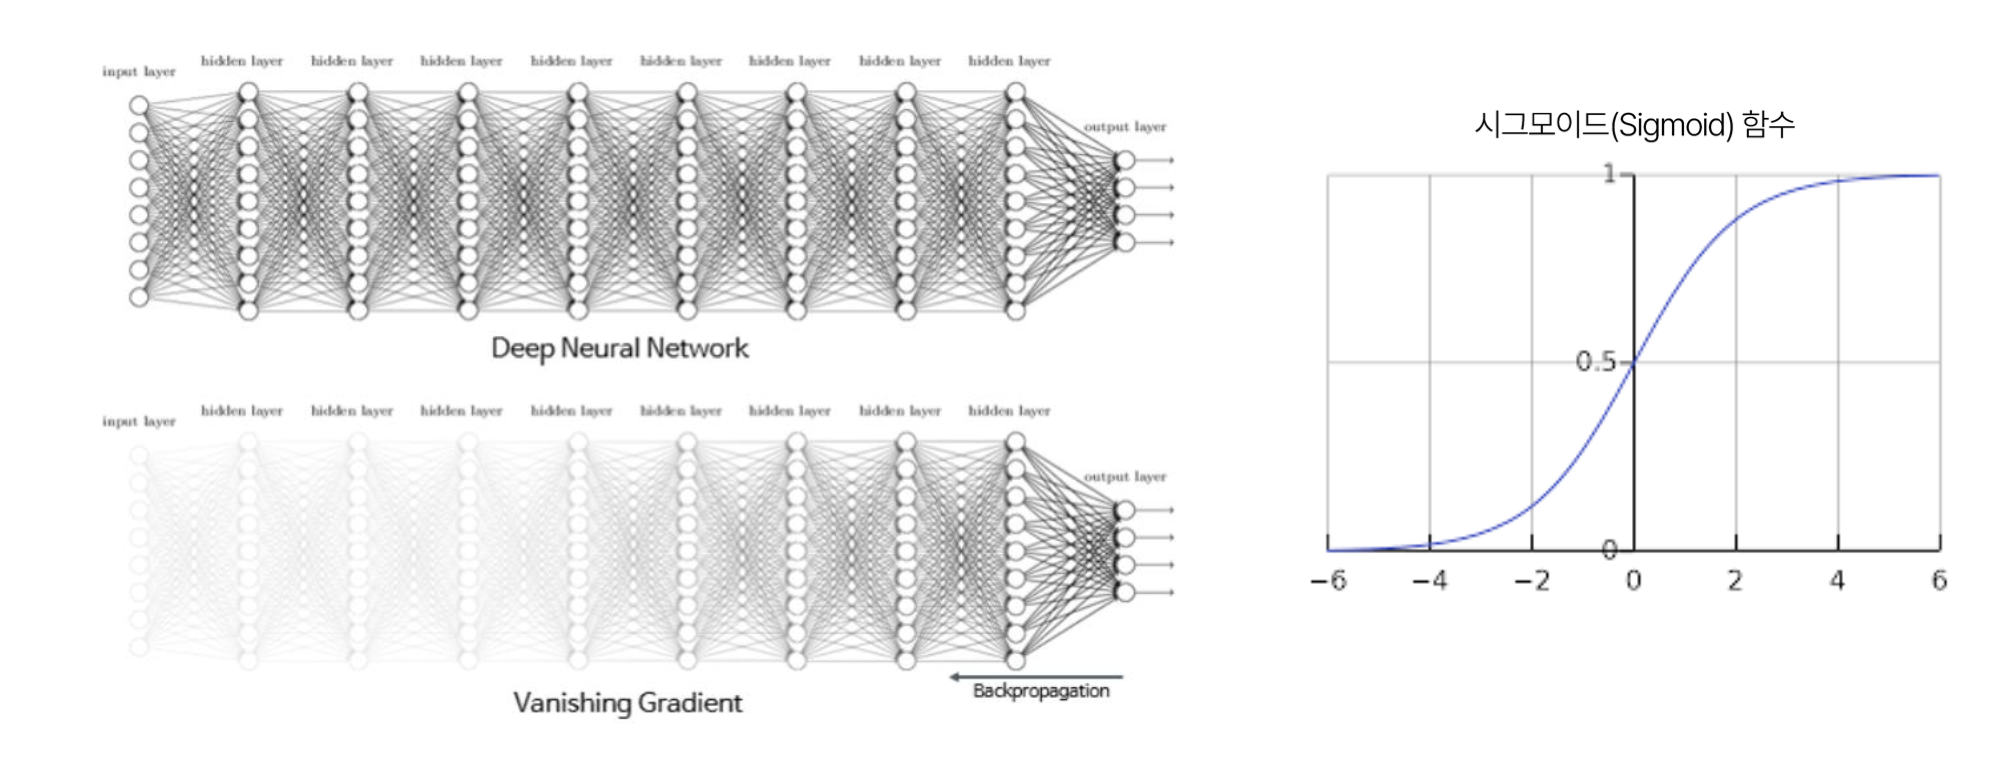 input layer
hidden layer
hidden layer
hidden layer
hidden layer
hidden layer
hidden layer
hidden layer
hidden layer
output layer
Deep Neural Network
input layer
hidden layer
hidden layer
hidden layer
hidden layer
hidden layer
hidden layer
hidden layer
hidden layer
output layer
Backpropagation
Vanishing Gradient
시그모이드(Sigmoid) 함수
1
0.5
0
−6
−4
−2
0
2
4
6